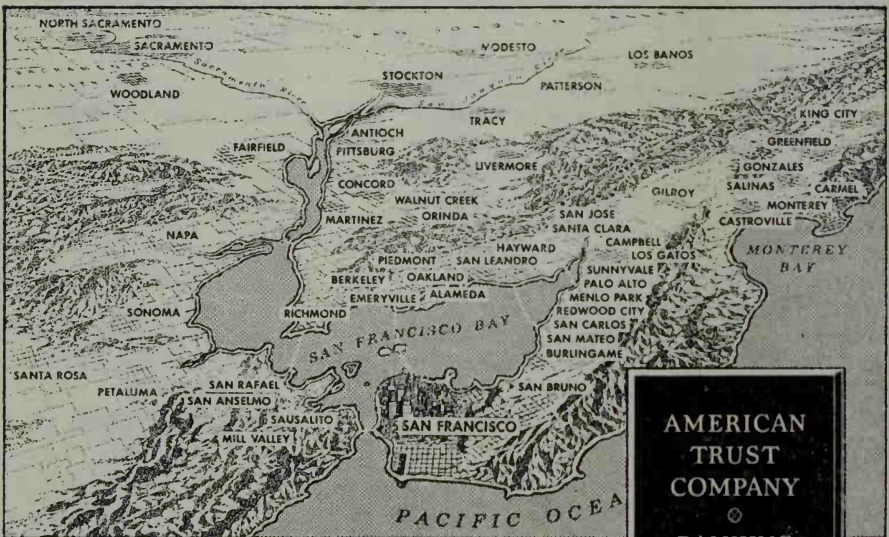 NORTH SACRAMENTO
SACRAMENTO
MODESTO
LOS BANOS
Sacramento River
STOCKTON
WOODLAND
San Joaquin River
PATTERSON
TRACY
KING CITY
ANTIOCH
GREENFIELD
FAIRFIELD
PITTSBURG
LIVERMORE
GONZALES
CONCORD
SALINAS
CARMEL
WALNUT CREEK
GILROY
MONTEREY
MARTINEZ
ORINDA
SAN JOSE
CASTROVILLE
SANTA CLARA
NAPA
HAYWARD
CAMPBELL
MONTEREY
BAY
PIEDMONT
SAN LEANDRO
LOS GATOS
BERKELEY
OAKLAND
SUNNYVALE
EMERYVILLE
ALAMEDA
PALO ALTO
MENLO PARK
SONOMA
RICHMOND
REDWOOD CITY
SAN FRANCISCO BAY
SAN CARLOS
SAN MATEO
BURLINGAME
SANTA ROSA
PETALUMA
SAN RAFAEL
SAN BRUNO
SAN ANSELMO
SAUSALITO
SAN FRANCISCO
MILL VALLEY
PACIFIC OCEA
AMERICAN
TRUST
COMPANY